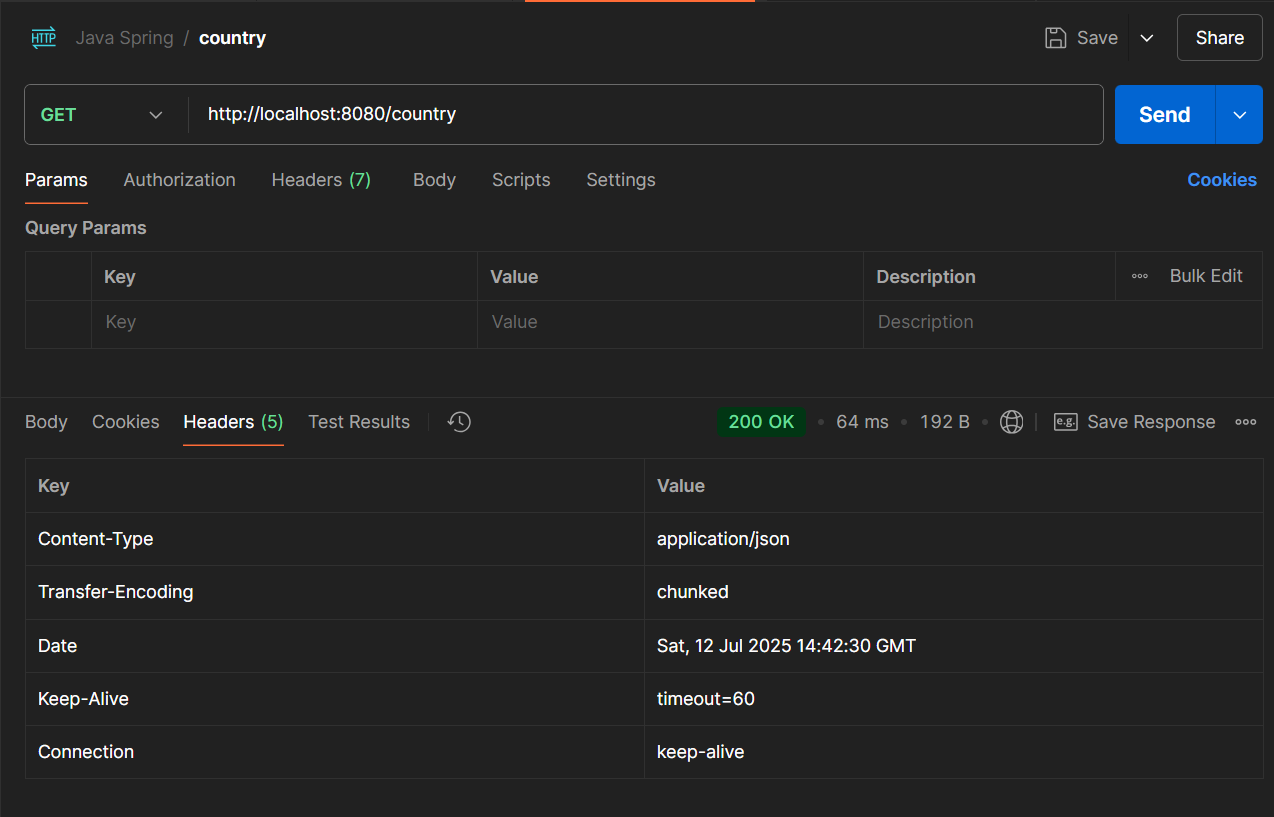 HTTP Java Spring / country Save Share
GET http://localhost:8080/country Send
Params Authorization Headers (7) Body Scripts Settings Cookies
Query Params
Key Value Description Bulk Edit
Key Value Description
Body Cookies Headers (5) Test Results 200 OK • 64 ms • 192 B • e.g. Save Response
Key Value
Content-Type application/json
Transfer-Encoding chunked
Date Sat, 12 Jul 2025 14:42:30 GMT
Keep-Alive timeout=60
Connection keep-alive